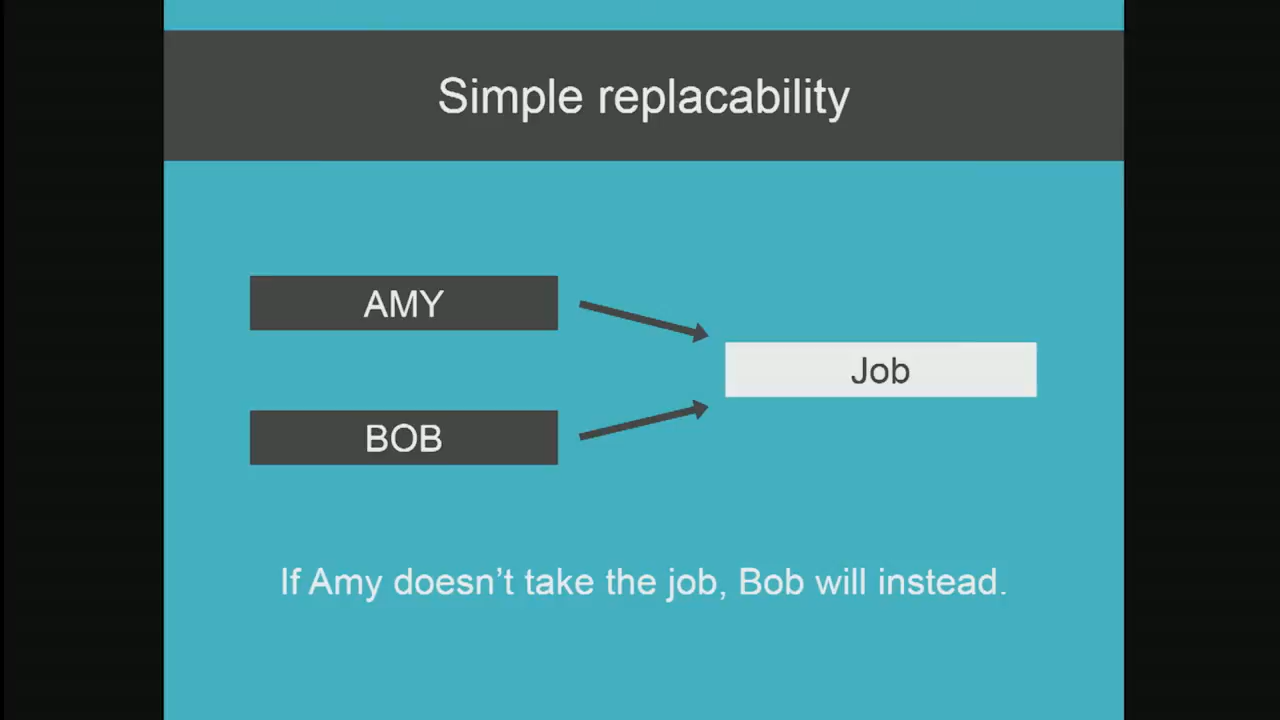 Simple replacability
AMY
Job
BOB
If Amy doesn't take the job, Bob will instead.